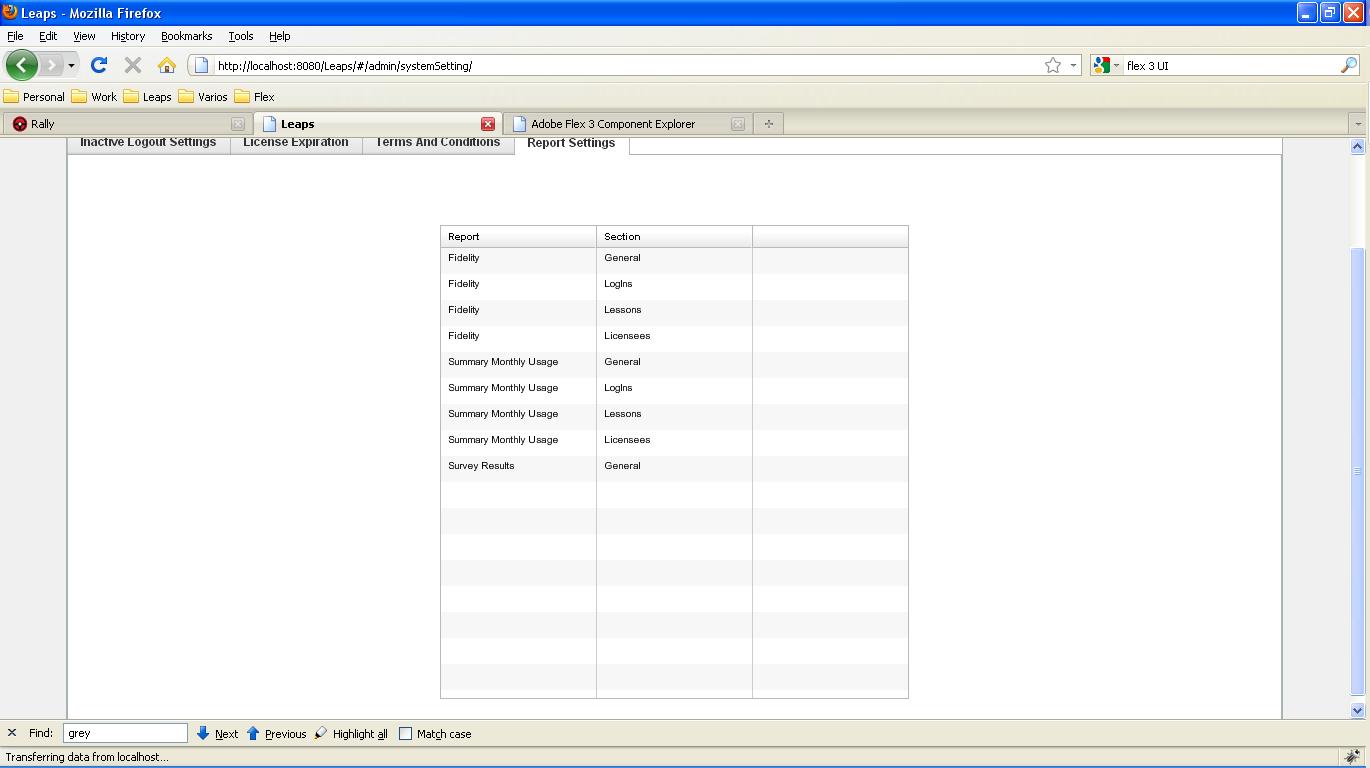 Leaps - Mozilla Firefox
File Edit View History Bookmarks Tools Help
http://localhost:8080/Leaps/#/admin/systemSetting/ flex 3 UI
Personal Work Leaps Varios Flex
Rally Leaps Adobe Flex 3 Component Explorer
Inactive Logout Settings License Expiration Terms And Conditions Report Settings
Report Section
Fidelity General
Fidelity LogIns
Fidelity Lessons
Fidelity Licensees
Summary Monthly Usage General
Summary Monthly Usage LogIns
Summary Monthly Usage Lessons
Summary Monthly Usage Licensees
Survey Results General
Find: grey Next Previous Highlight all Match case
Transferring data from localhost...